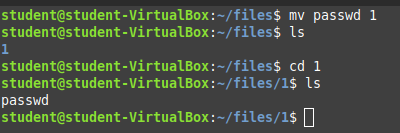 student@student-VirtualBox:~/files$ mv passwd 1
student@student-VirtualBox:~/files$ ls
1
student@student-VirtualBox:~/files$ cd 1
student@student-VirtualBox:~/files/1$ ls
passwd
student@student-VirtualBox:~/files/1$